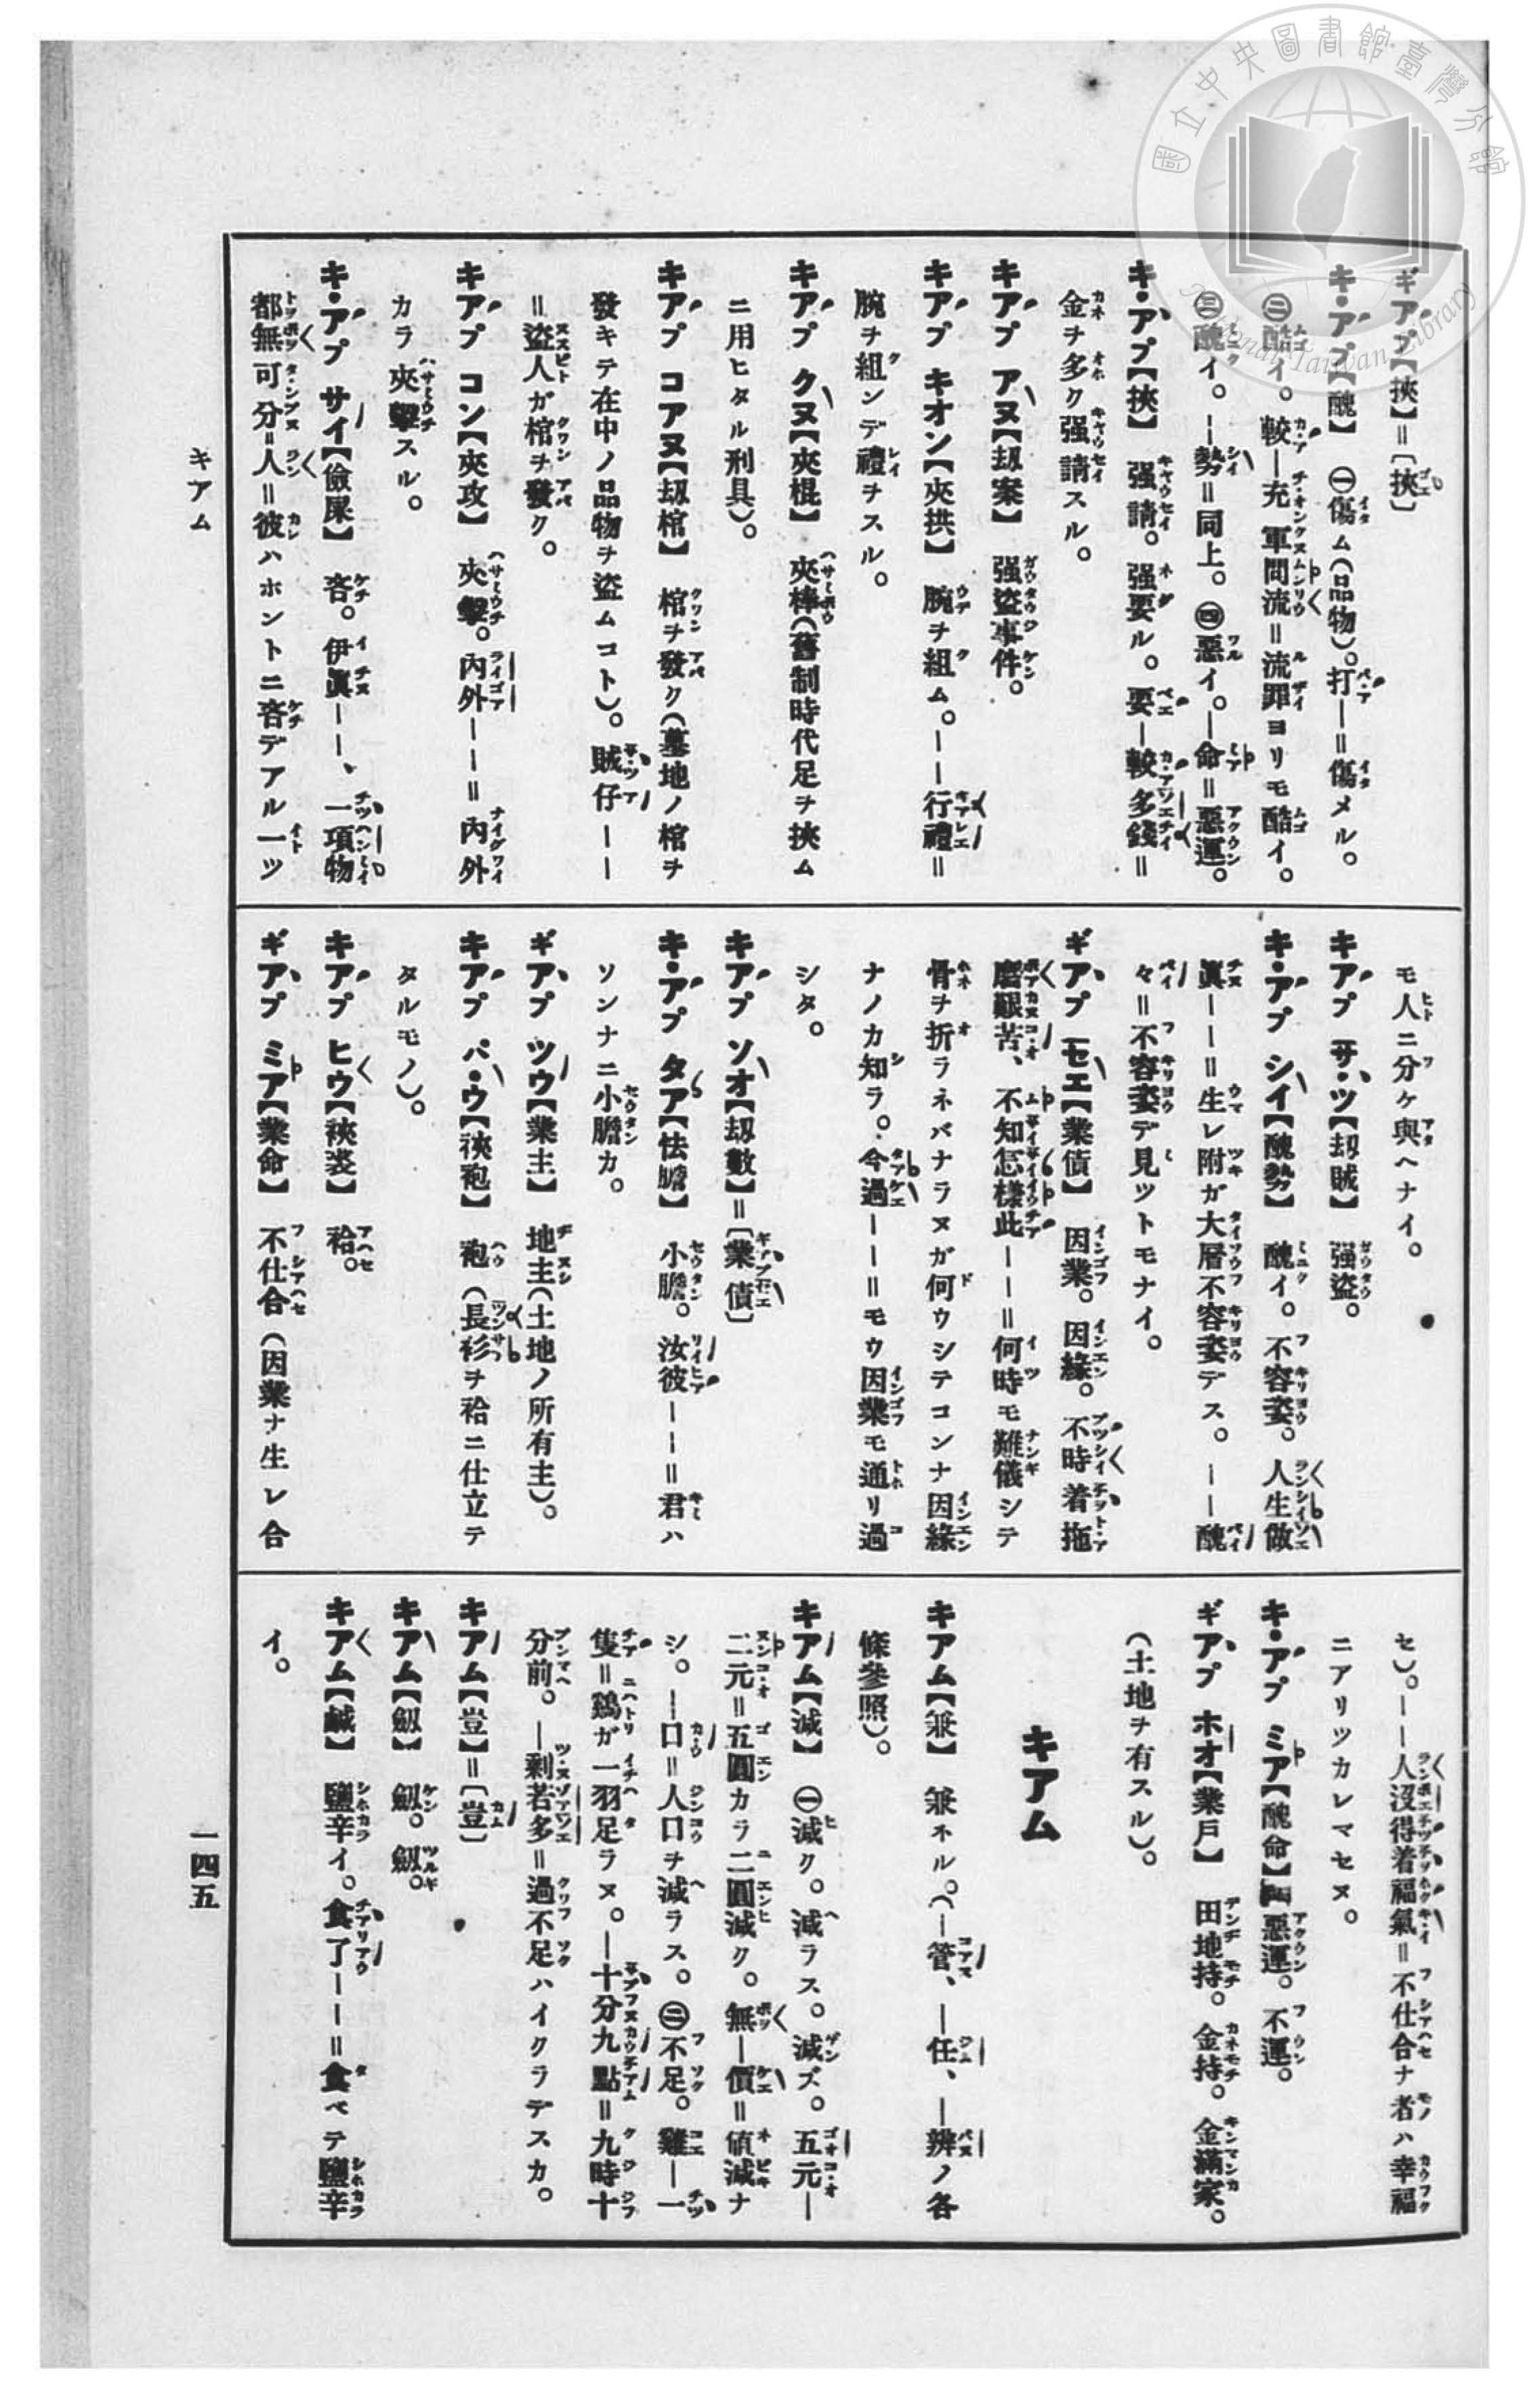 ギアプ【挾】＝〔挾〕
キ・アプ【醜】　㊀傷ム（品物）。打―＝傷メル。
㊁酷イ。較―充軍問流＝流罪ヨリモ酷イ。
㊂醜イ。―勢＝同上。㊃惡イ。―命＝惡運。
キ・アプ【挾】　强請。强要ル。要―較多錢＝
金ヲ多ク强請スル。
キアプ　アヌ【刼案】　强盜事件。
キアプ　キオン【夾拱】　腕ヲ組ム。――行禮＝
腕ヲ組ンデ禮ヲスル。
キアプ　クヌ【夾棍】　夾棒（舊制時代足ヲ挾ム
ニ用ヒタル刑具）。
キアプ　コアヌ【刼棺】　棺ヲ發ク（墓地ノ棺ヲ
發キテ在中ノ品物ヲ盜ムコト）。賊仔――
＝盜人ガ棺ヲ發ク。
キアプ　コン【夾攻】　夾擊。內外――＝內外
カラ夾擊スル。
キ・アプ　サイ【儉屎】　吝。伊眞――、一項物
都無可分＝人＝彼ハホントニ吝デアル一ツ
モ人ニ分ケ與ヘナイ。
キアプ　サ・ツ【刼賊】　强盜。
キ・アプ　シイ【醜勢】　醜イ。不容姿。人生做
眞――＝生レ附ガ大層不容姿デス。――醜
々＝不容姿デ見ツトモナイ。
ギアプ　セエ【業債】　因業。因緣。不時着拖
磨艱苦、不知怎樣此――＝何時モ難儀シテ
骨ヲ折ラネバナラヌガ何ウシテコンナ因緣
ナノカ知ラ。今過――＝モウ因業モ通リ過
シタ。
キアプ　ソオ【刼數】＝〔業債〕
キ・アプ　タア【怯膽】　小膽。汝彼――＝君ハ
ソンナニ小膽カ。
ギアプ　ツウ【業主】　地主（土地ノ所有主）。
キアプ　パ・ウ【裌袍】　袍（長衫ヲ袷ニ仕立テ
タルモノ）。
キアプ　ヒウ【裌裘】　袷。
ギアプ　ミア【業命】　不仕合（因業ナ生レ合
セ）。――人沒得着福氣＝不仕合ナ者ハ幸福
ニアリツカレマセヌ。
キ・アプ　ミア【醜命】　惡運。不運。
ギアプ　ホオ【業戶】　田地持。金持。金滿家。
（土地ヲ有スル）。
キアム
キアム【兼】　兼ネル。（―管、―任、―辨ノ各
條參照）。
キアム【減】　㊀減ク。減ラス。減ズ。五元―
二元＝五圓カラ二圓減ク。無―價＝値減ナ
シ。―口＝人口ヲ減ラス。㊁不足。雞―一
隻＝鷄ガ一羽足ラヌ。―十分九點＝九時十
分前。―剩若多＝過不足ハイクラデスカ。
キアム【豈】＝〔豈〕
キアム【劔】　劔。劔。
キアム【鹹】　鹽辛イ。食了――＝食ベテ鹽辛
イ。
キアム
一四五
國立中央圖書館臺灣分館